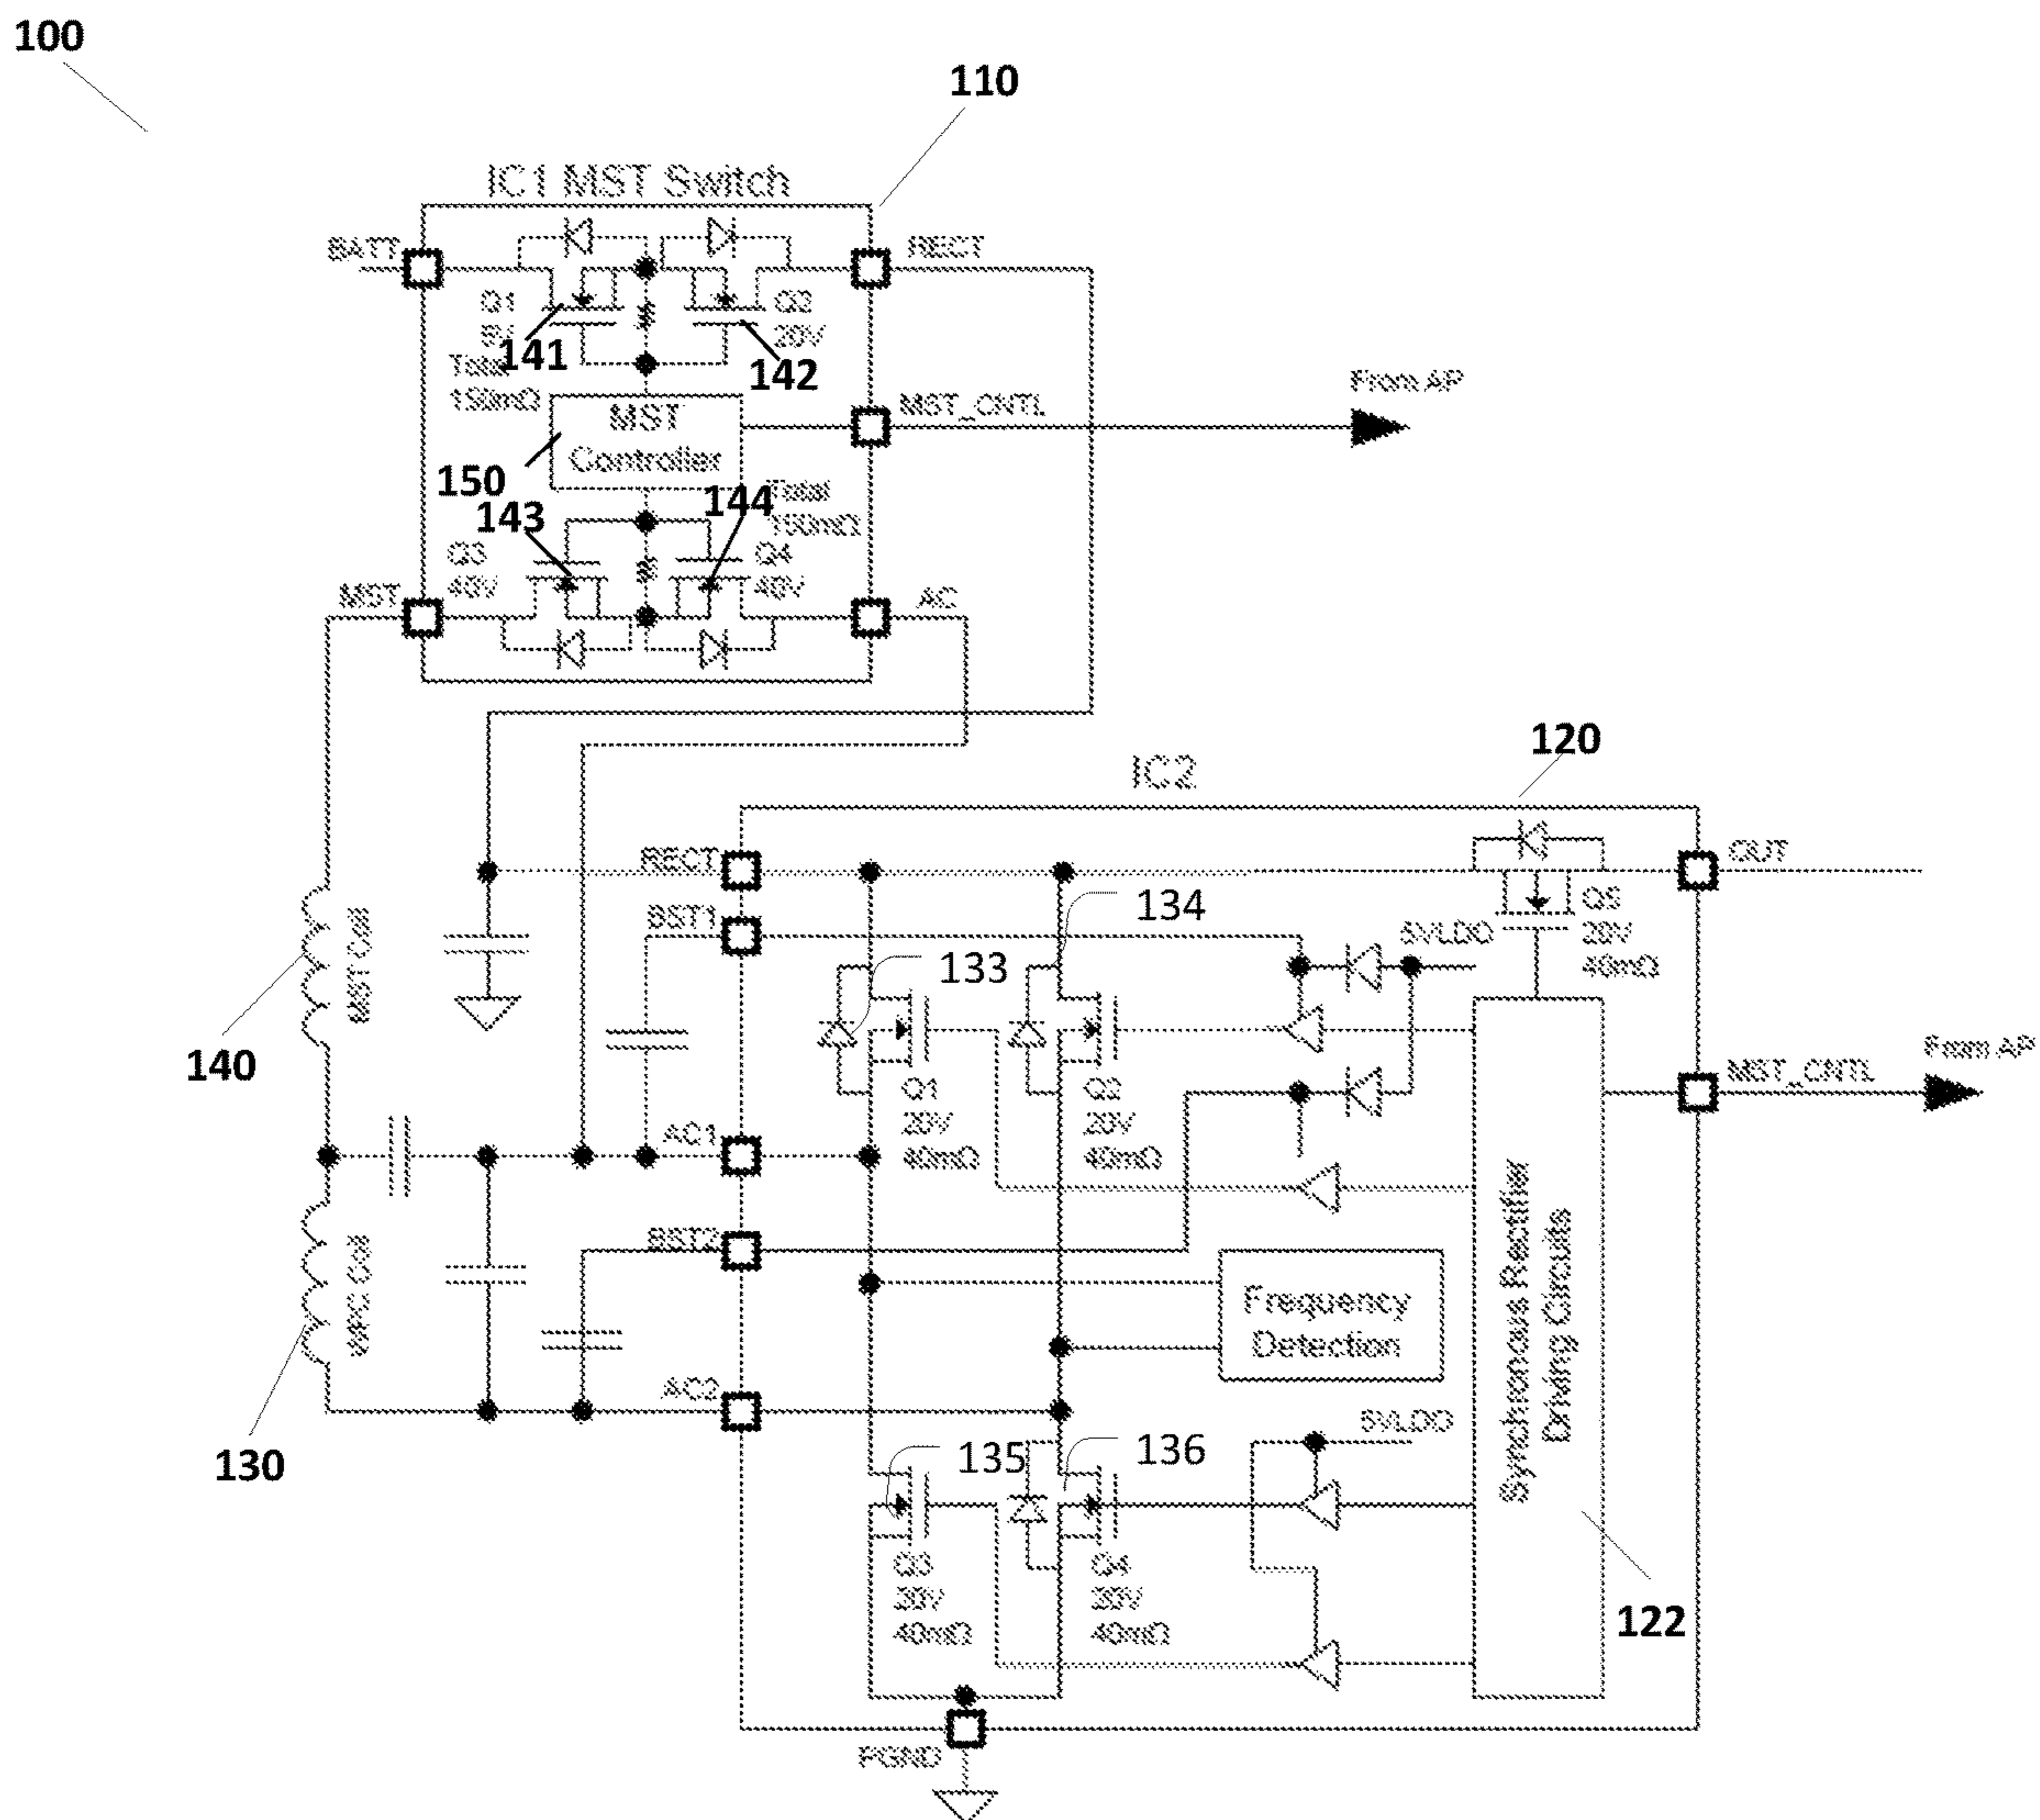 100
110
IC1 MST Switch
BATT
RECT
Q1
5V
Total
150mΩ
141
Q2
20V
142
MST
Controller
MST_CNTL
From AP
150
143
144
Total
150mΩ
Q3
40V
Q4
40V
MST
AC
120
IC2
RECT
OUT
BST1
134
133
5VLDO
Q5
20V
40mΩ
MST Coil
140
Q1
20V
40mΩ
Q2
20V
40mΩ
MST_CNTL
From AP
AC1
BST2
WPC Coil
130
Frequency
Detection
Synchronous Rectifier
Driving Circuits
AC2
5VLDO
135
136
Q3
20V
40mΩ
Q4
20V
40mΩ
122
PGND